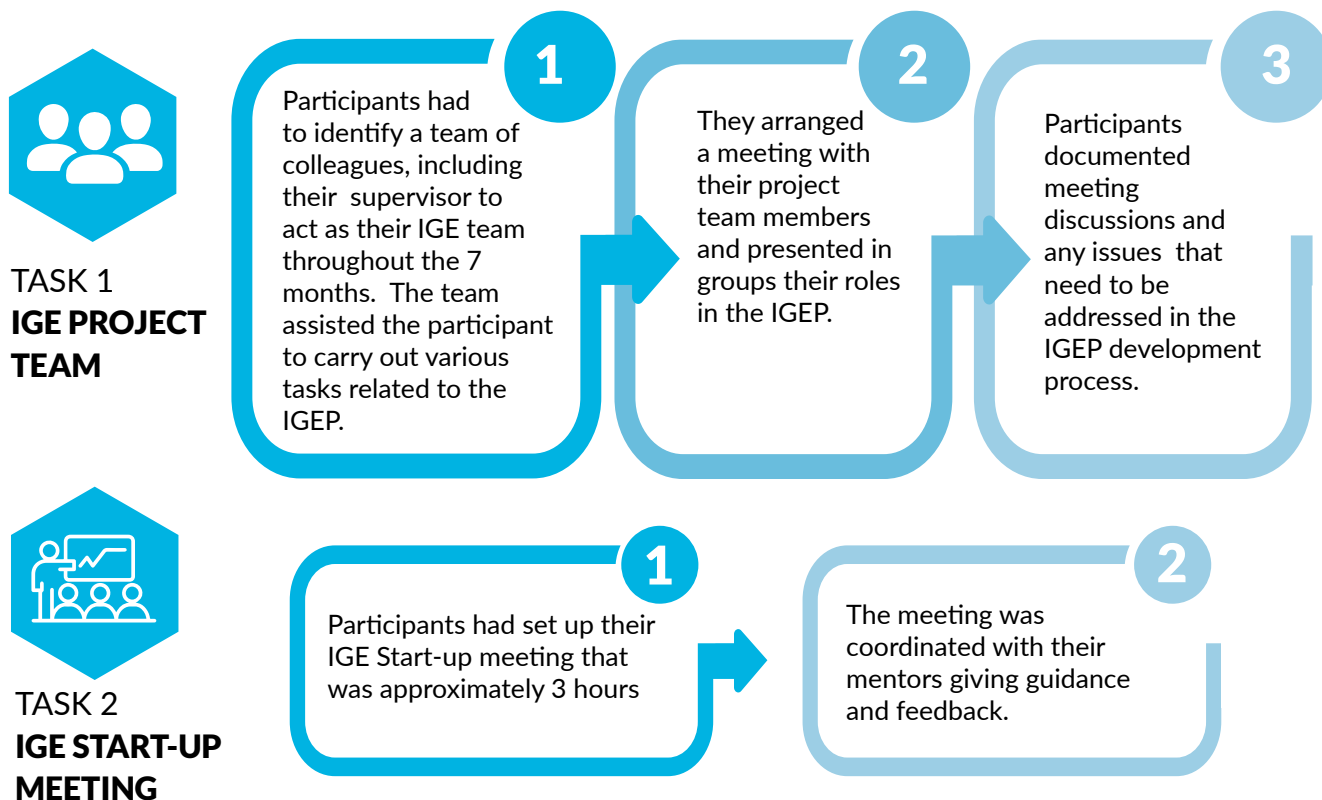 TASK 1
IGE PROJECT
TEAM
1
Participants had
to identify a team of
colleagues, including
their supervisor to
act as their IGE team
throughout the 7
months. The team
assisted the participant
to carry out various
tasks related to the
IGEP.
2
They arranged
a meeting with
their project
team members
and presented in
groups their roles
in the IGEP.
3
Participants
documented
meeting
discussions and
any issues that
need to be
addressed in the
IGEP development
process.
TASK 2
IGE START-UP
MEETING
1
Participants had set up their
IGE Start-up meeting that
was approximately 3 hours
2
The meeting was
coordinated with their
mentors giving guidance
and feedback.